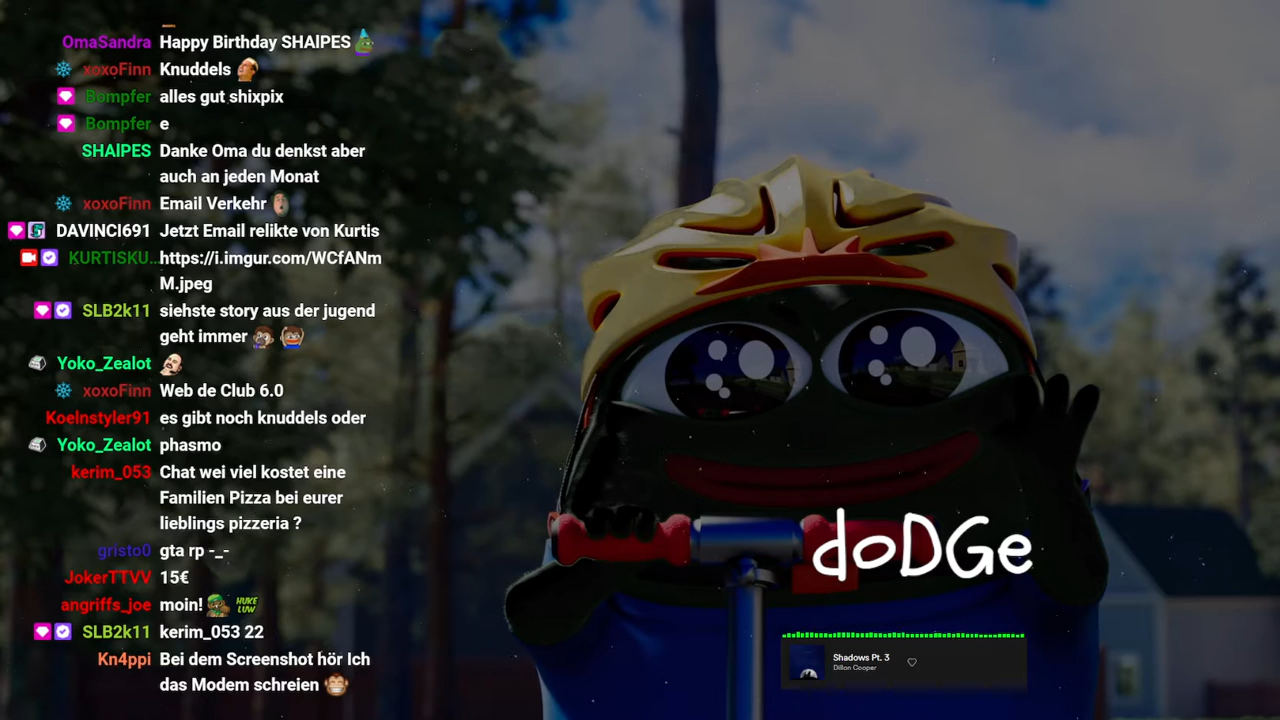 OmaSandra Happy Birthday SHAlPES
xoxoFinn Knuddels
Bompfer alles gut shixpix
Bompfer e
SHAlPES Danke Oma du denkst aber
auch an jeden Monat
xoxoFinn Email Verkehr
DAVINCI691 Jetzt Email relikte von Kurtis
KURTISKU... https://i.imgur.com/WCfANm
M.jpeg
SLB2k11 siehste story aus der jugend
geht immer
Yoko_Zealot
xoxoFinn Web de Club 6.0
Koelnstyler91 es gibt noch knuddels oder
Yoko_Zealot phasmo
kerim_053 Chat wei viel kostet eine
Familien Pizza bei eurer
lieblings pizzeria ?
gristo0 gta rp -_-
JokerTTVV 15€
angriffs_joe moin! HUKE
LUW
SLB2k11 kerim_053 22
Kn4ppi Bei dem Screenshot hör Ich
das Modem schreien
doDGe
Shadows Pt. 3
Dillon Cooper